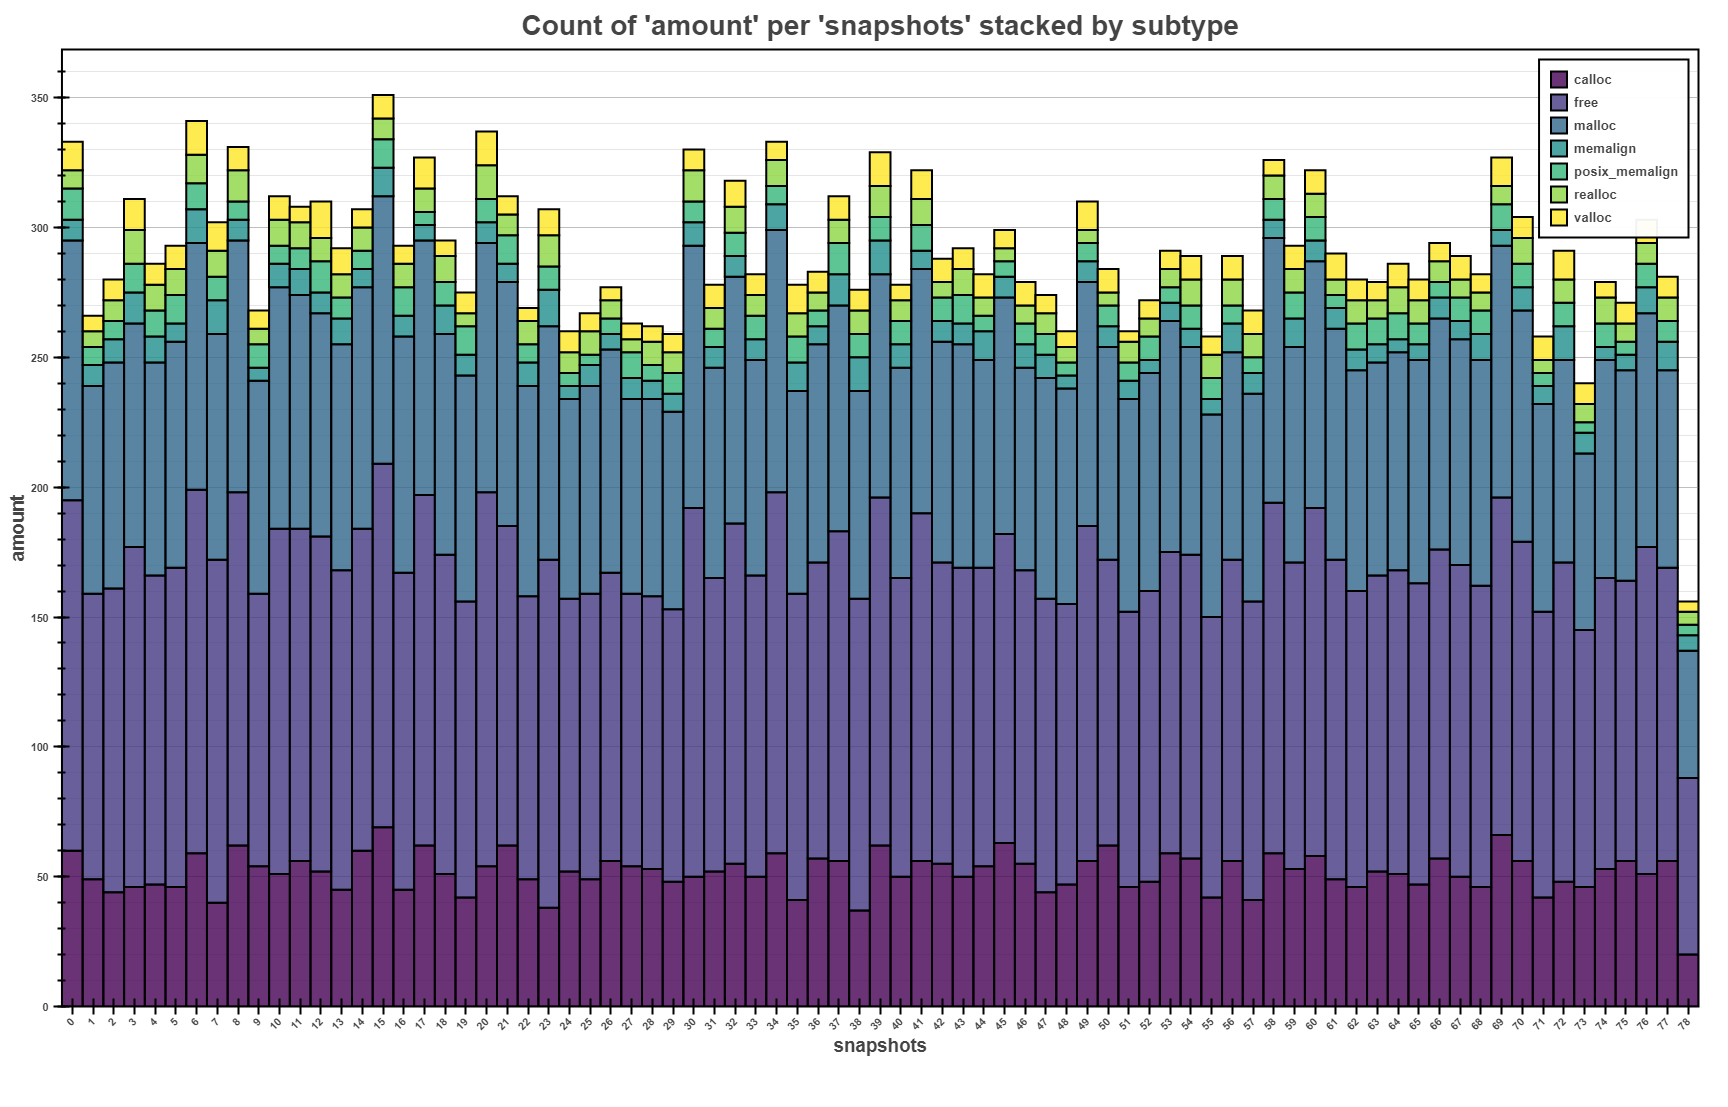 Count of 'amount' per 'snapshots' stacked by subtype
calloc
free
malloc
memalign
posix_memalign
realloc
valloc
350
300
250
200
150
100
50
0
amount
0 1 2 3 4 5 6 7 8 9 10 11 12 13 14 15 16 17 18 19 20 21 22 23 24 25 26 27 28 29 30 31 32 33 34 35 36 37 38 39 40 41 42 43 44 45 46 47 48 49 50 51 52 53 54 55 56 57 58 59 60 61 62 63 64 65 66 67 68 69 70 71 72 73 74 75 76 77 78
snapshots